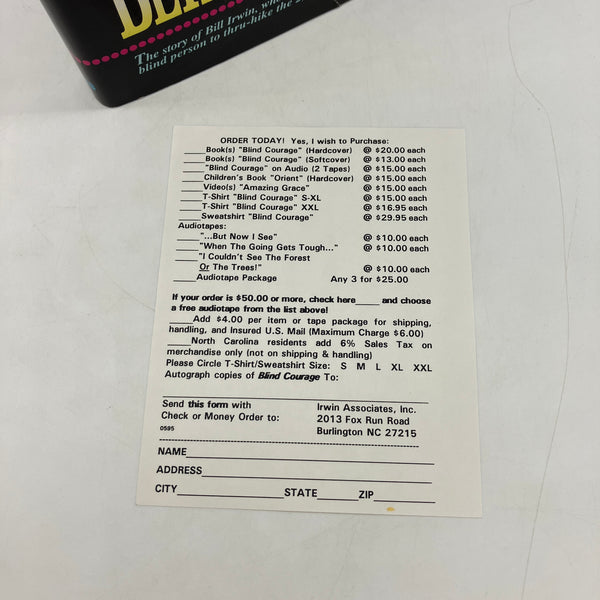 The story of Bill Irwin,
blind person to thru-hike the
ORDER TODAY! Yes, I wish to Purchase:
_____Book(s) "Blind Courage" (Hardcover) @ $20.00 each
_____Book(s) "Blind Courage" (Softcover) @ $13.00 each
_____"Blind Courage" on Audio (2 Tapes) @ $15.00 each
_____Children's Book "Orient" (Hardcover) @ $15.00 each
_____Video(s) "Amazing Grace" @ $15.00 each
_____T-Shirt "Blind Courage" S-XL @ $15.00 each
_____T-Shirt "Blind Courage" XXL @ $16.95 each
_____Sweatshirt "Blind Courage" @ $29.95 each
Audiotapes:
_____"...But Now I See" @ $10.00 each
_____"When The Going Gets Tough..." @ $10.00 each
_____"I Couldn't See The Forest
Or The Trees!" @ $10.00 each
_____Audiotape Package Any 3 for $25.00
If your order is $50.00 or more, check here_____ and choose
a free audiotape from the list above!
_____Add $4.00 per item or tape package for shipping,
handling, and Insured U.S. Mail (Maximum Charge $6.00)
_____North Carolina residents add 6% Sales Tax on
merchandise only (not on shipping & handling)
Please Circle T-Shirt/Sweatshirt Size: S M L XL XXL
Autograph copies of Blind Courage To:
Send this form with Irwin Associates, Inc.
Check or Money Order to: 2013 Fox Run Road
0595 Burlington NC 27215
NAME
ADDRESS
CITY STATE ZIP